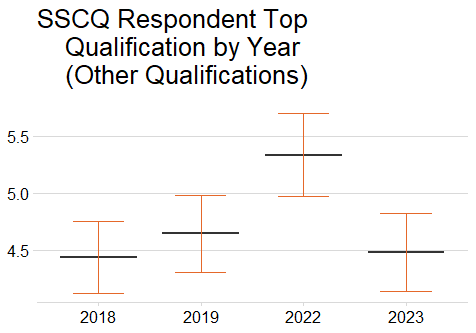 SSCQ Respondent Top
Qualification by Year
(Other Qualifications)
5.5
5.0
4.5
2018 2019 2022 2023